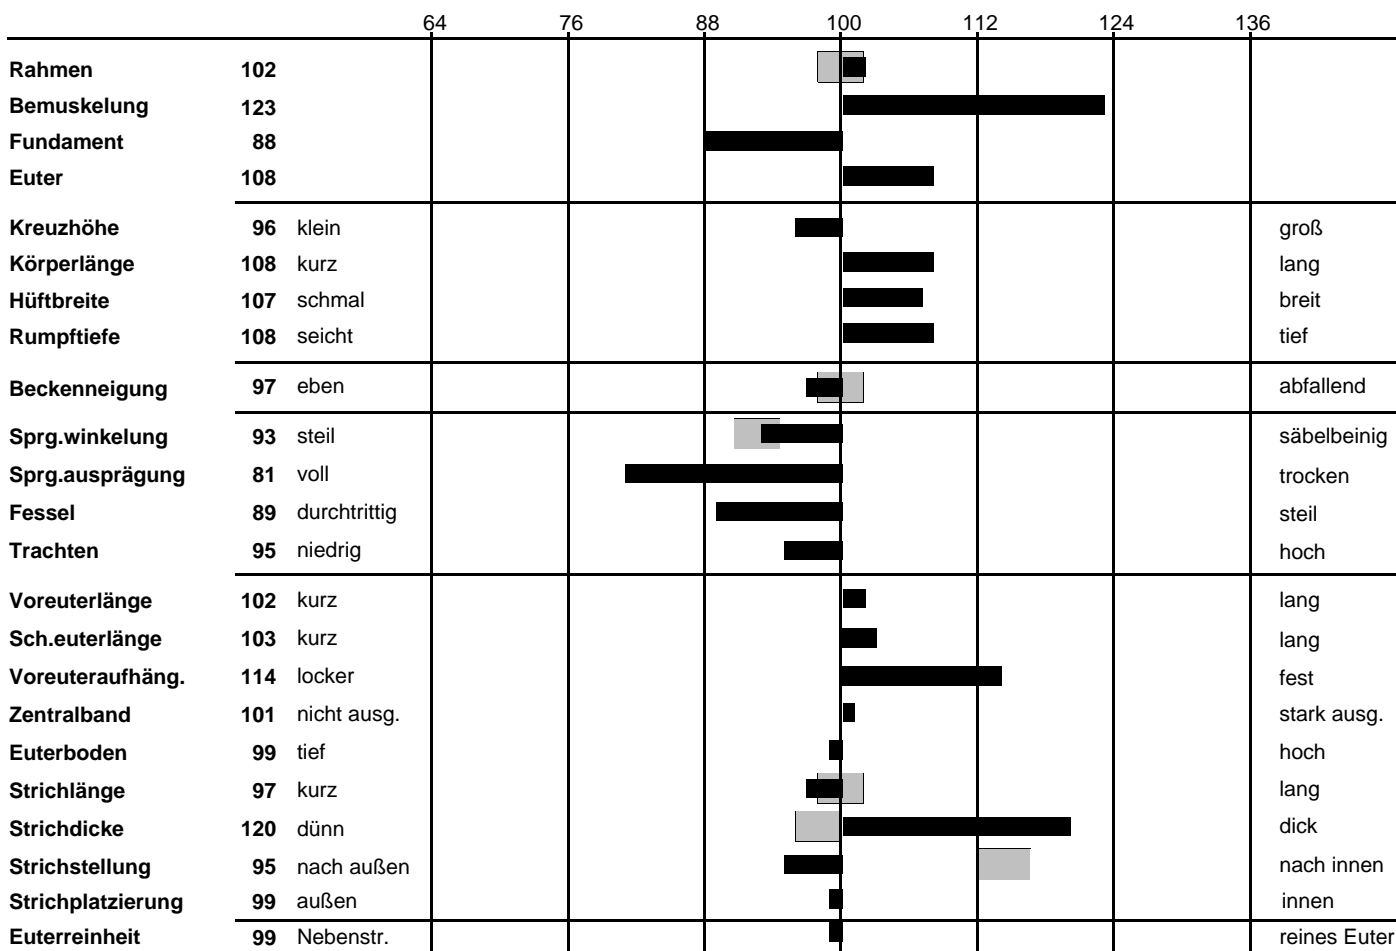 64 76 88 100 112 124 136
Rahmen 102
Bemuskelung 123
Fundament 88
Euter 108
Kreuzhöhe 96 klein groß
Körperlänge 108 kurz lang
Hüftbreite 107 schmal breit
Rumpftiefe 108 seicht tief
Beckenneigung 97 eben abfallend
Sprg.winkelung 93 steil säbelbeinig
Sprg.ausprägung 81 voll trocken
Fessel 89 durchtrittig steil
Trachten 95 niedrig hoch
Voreuterlänge 102 kurz lang
Sch.euterlänge 103 kurz lang
Voreuteraufhäng. 114 locker fest
Zentralband 101 nicht ausg. stark ausg.
Euterboden 99 tief hoch
Strichlänge 97 kurz lang
Strichdicke 120 dünn dick
Strichstellung 95 nach außen nach innen
Strichplatzierung 99 außen innen
Euterreinheit 99 Nebenstr. reines Euter